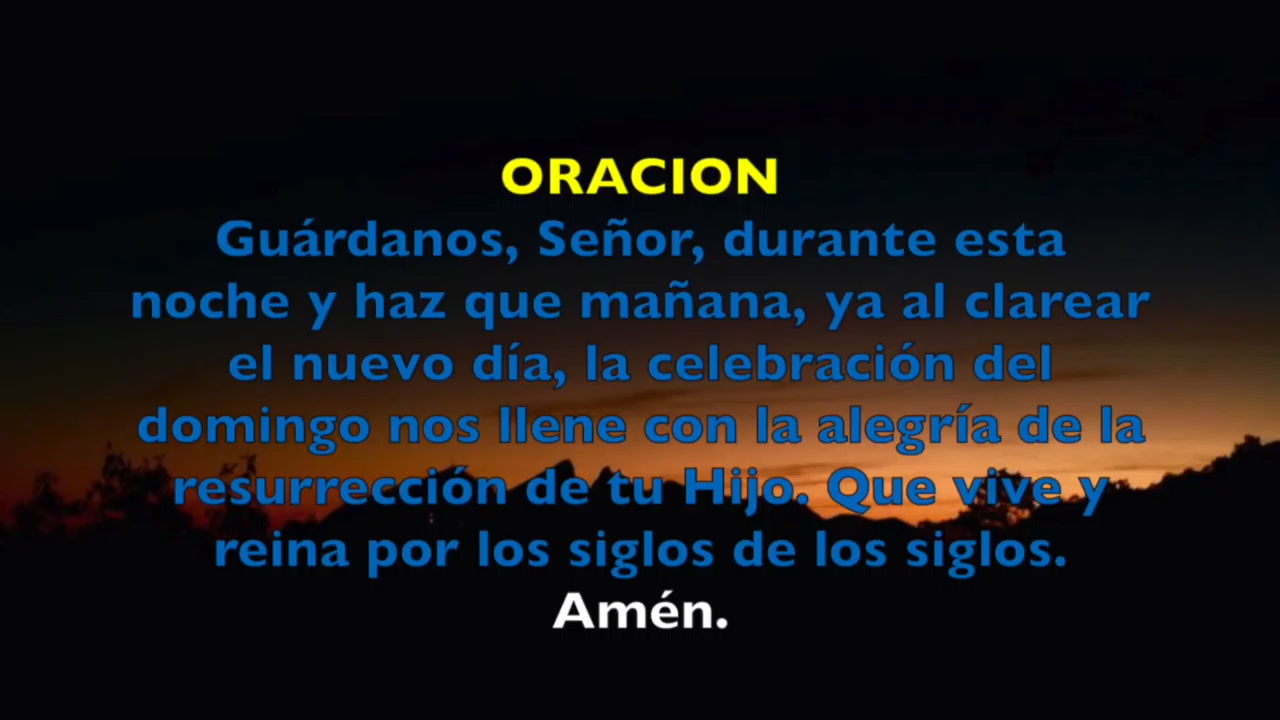 ORACION
Guárdanos, Señor, durante esta
noche y haz que mañana, ya al clarear
el nuevo día, la celebración del
domingo nos llene con la alegría de la
resurrección de tu Hijo. Que vive y
reina por los siglos de los siglos.
Amén.